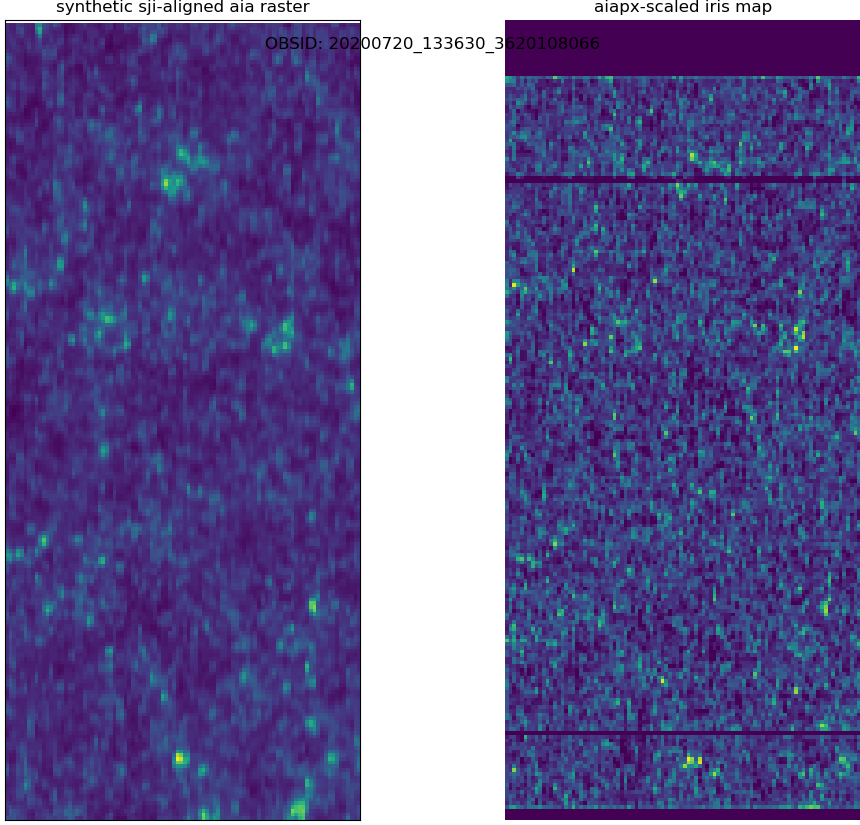 synthetic sji-aligned aia raster
aiapx-scaled iris map
OBSID: 20200720_133630_3620108066